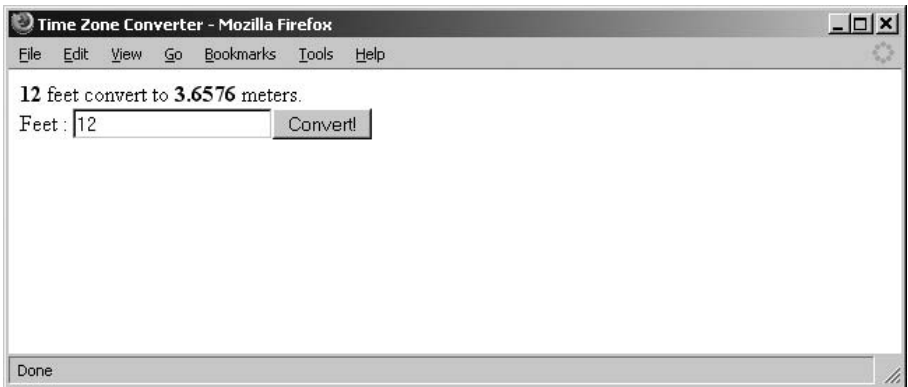 Time Zone Converter - Mozilla Firefox
File Edit View Go Bookmarks Tools Help
12 feet convert to 3.6576 meters.
Feet : 12 Convert!
Done